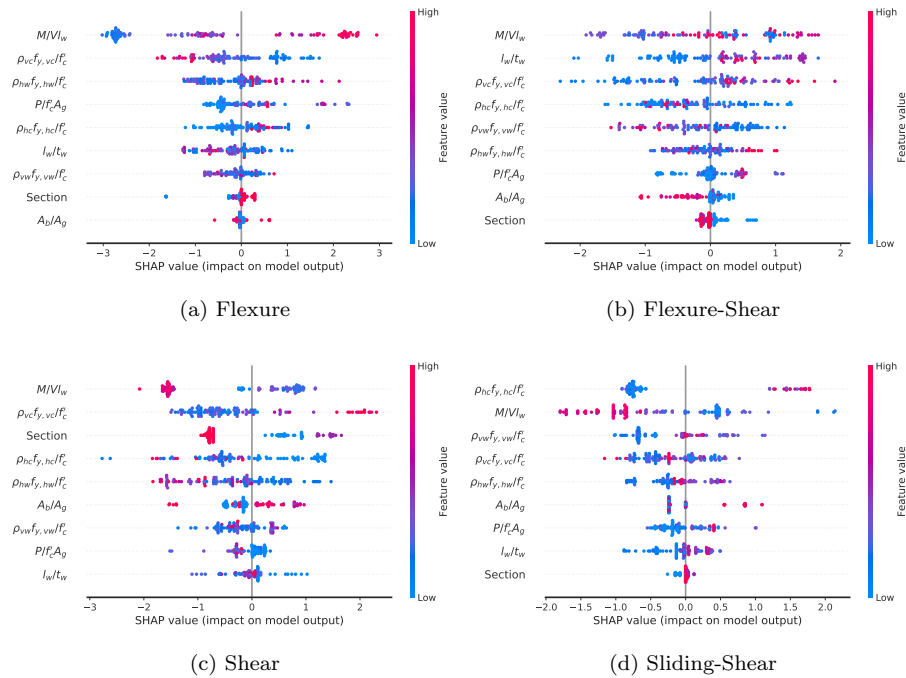 High
M/Vl_w
ρ_vc f_y,vc/f'_c
ρ_hw f_y,hw/f'_c
P/f'_c A_g
ρ_hc f_y,hc/f'_c
l_w/t_w
ρ_vw f_y,vw/f'_c
Section
A_b/A_g
Feature value
Low
−3 −2 −1 0 1 2 3
SHAP value (impact on model output)
(a) Flexure
High
M/Vl_w
l_w/t_w
ρ_vc f_y,vc/f'_c
ρ_hc f_y,hc/f'_c
ρ_vw f_y,vw/f'_c
ρ_hw f_y,hw/f'_c
P/f'_c A_g
A_b/A_g
Section
Feature value
Low
−2 −1 0 1 2
SHAP value (impact on model output)
(b) Flexure-Shear
High
M/Vl_w
ρ_vc f_y,vc/f'_c
Section
ρ_hc f_y,hc/f'_c
ρ_hw f_y,hw/f'_c
A_b/A_g
ρ_vw f_y,vw/f'_c
P/f'_c A_g
l_w/t_w
Feature value
Low
−3 −2 −1 0 1 2
SHAP value (impact on model output)
(c) Shear
High
ρ_hc f_y,hc/f'_c
M/Vl_w
ρ_vw f_y,vw/f'_c
ρ_vc f_y,vc/f'_c
ρ_hw f_y,hw/f'_c
A_b/A_g
P/f'_c A_g
l_w/t_w
Section
Feature value
Low
−2.0 −1.5 −1.0 −0.5 0.0 0.5 1.0 1.5 2.0
SHAP value (impact on model output)
(d) Sliding-Shear